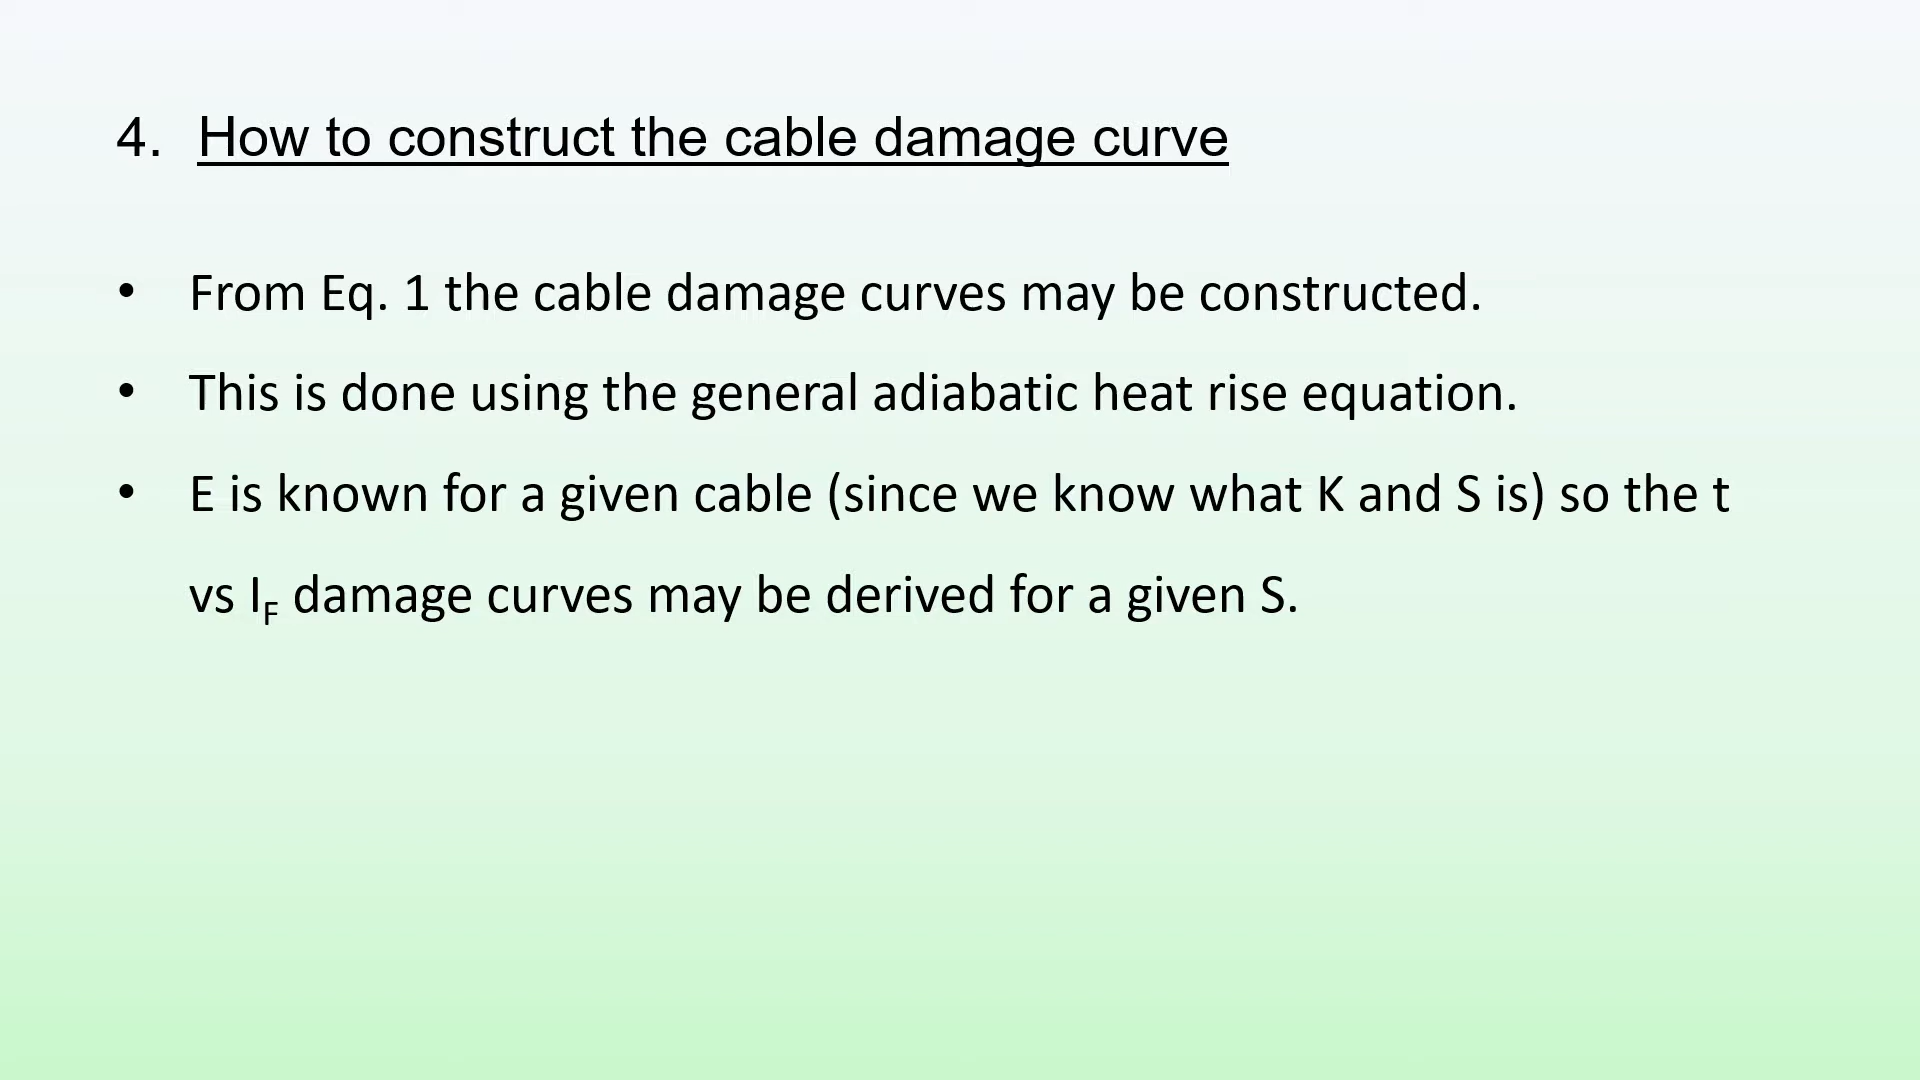 4. How to construct the cable damage curve
• From Eq. 1 the cable damage curves may be constructed.
• This is done using the general adiabatic heat rise equation.
• E is known for a given cable (since we know what K and S is) so the t
vs I_F damage curves may be derived for a given S.